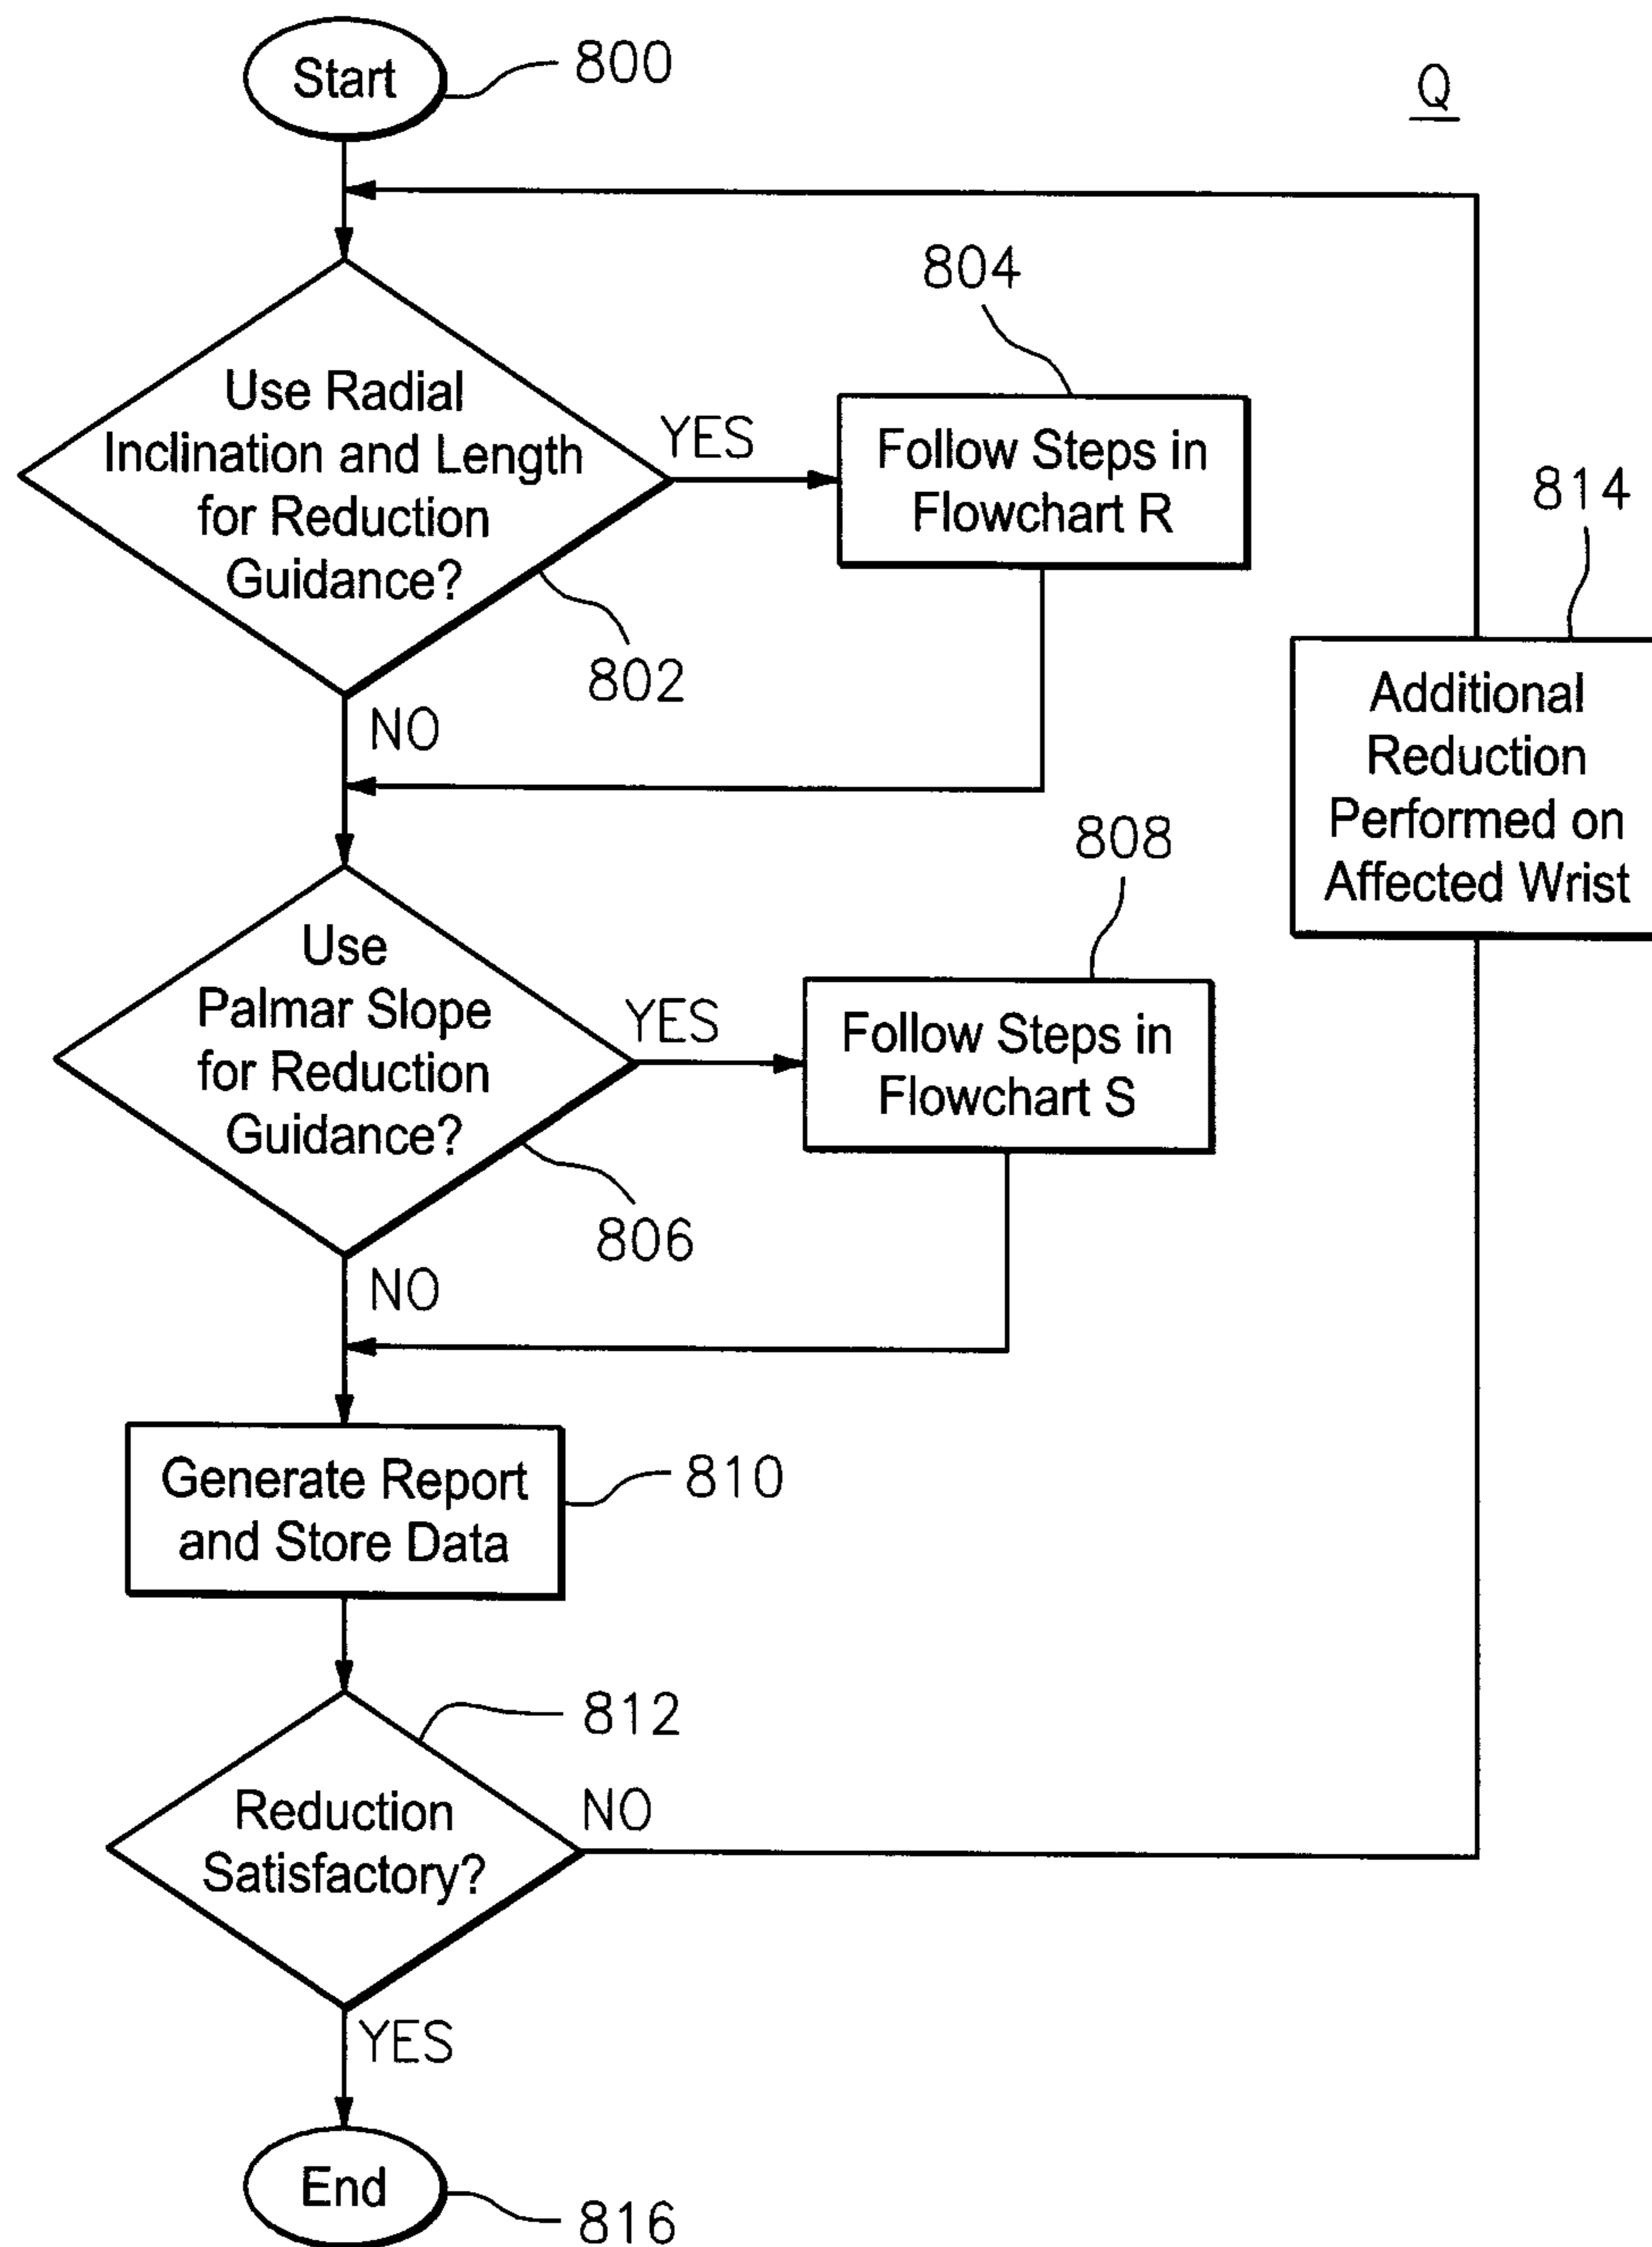 Start
800
Q
Use Radial
Inclination and Length
for Reduction
Guidance?
802
YES
804
Follow Steps in
Flowchart R
NO
Use
Palmar Slope
for Reduction
Guidance?
806
YES
808
Follow Steps in
Flowchart S
NO
Generate Report
and Store Data
810
Reduction
Satisfactory?
812
NO
814
Additional
Reduction
Performed on
Affected Wrist
YES
End
816